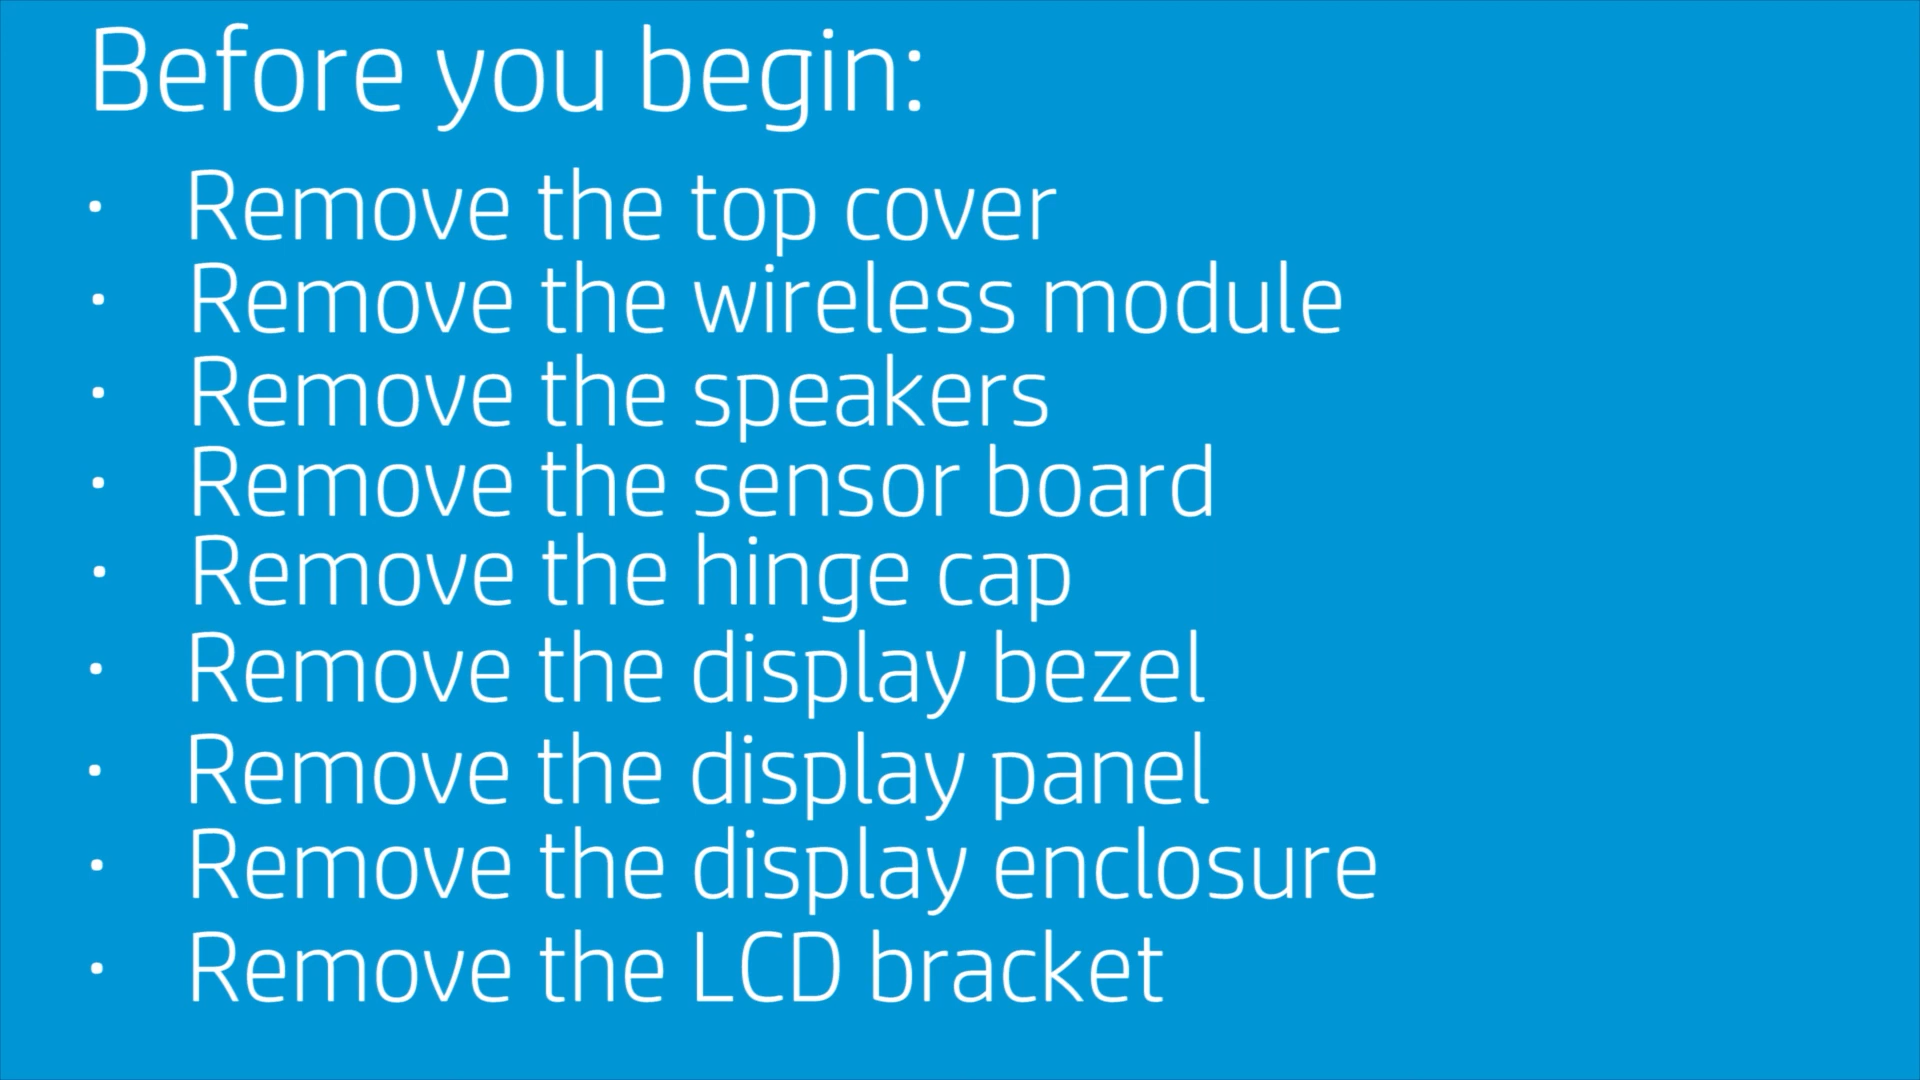 Before you begin:
· Remove the top cover
· Remove the wireless module
· Remove the speakers
· Remove the sensor board
· Remove the hinge cap
· Remove the display bezel
· Remove the display panel
· Remove the display enclosure
· Remove the LCD bracket